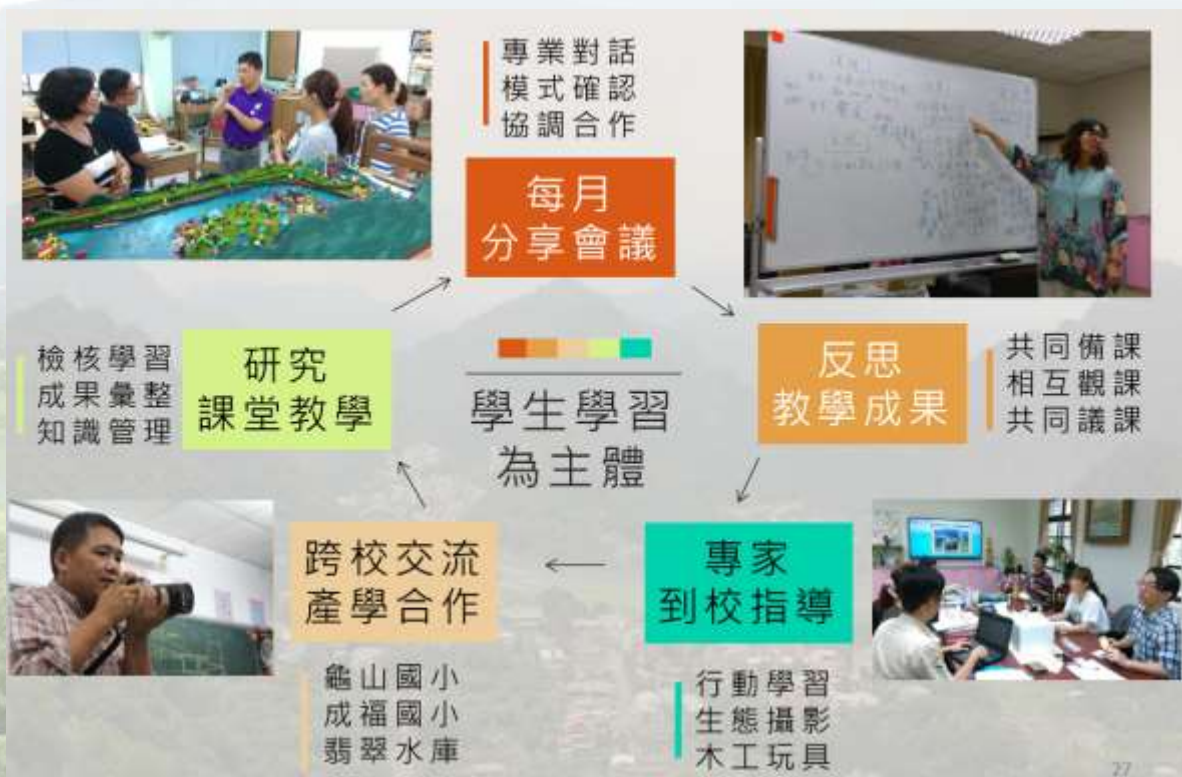 專業對話
模式確認
協調合作
每月
分享會議
檢核學習
成果彙整
知識管理
研究
課堂教學
學生學習
為主體
反思
教學成果
共同備課
相互觀課
共同議課
跨校交流
產學合作
專家
到校指導
龜山國小
成福國小
翡翠水庫
行動學習
生態攝影
木工玩具
27